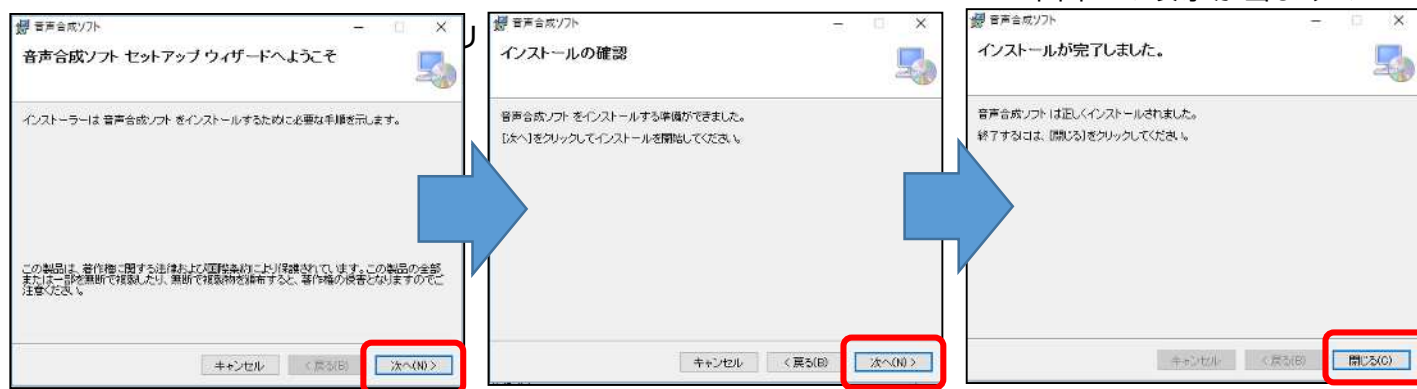 音声合成ソフト
音声合成ソフト セットアップ ウィザードへようこそ
インストーラーは 音声合成ソフト をインストールするために必要な手順を示します。
この製品は、著作権に関する法律および国際条約により保護されています。この製品の全部
または一部を無断で複製したり、無断で複製物を頒布すると、著作権の侵害となりますのでご
注意ください。
キャンセル
< 戻る(B)
次へ(N) >
音声合成ソフト
インストールの確認
音声合成ソフト をインストールする準備ができました。
[次へ]をクリックしてインストールを開始してください。
キャンセル
< 戻る(B)
次へ(N) >
音声合成ソフト
インストールが完了しました。
音声合成ソフト は正しくインストールされました。
終了するには、[閉じる]をクリックしてください。
キャンセル
< 戻る(B)
閉じる(C)